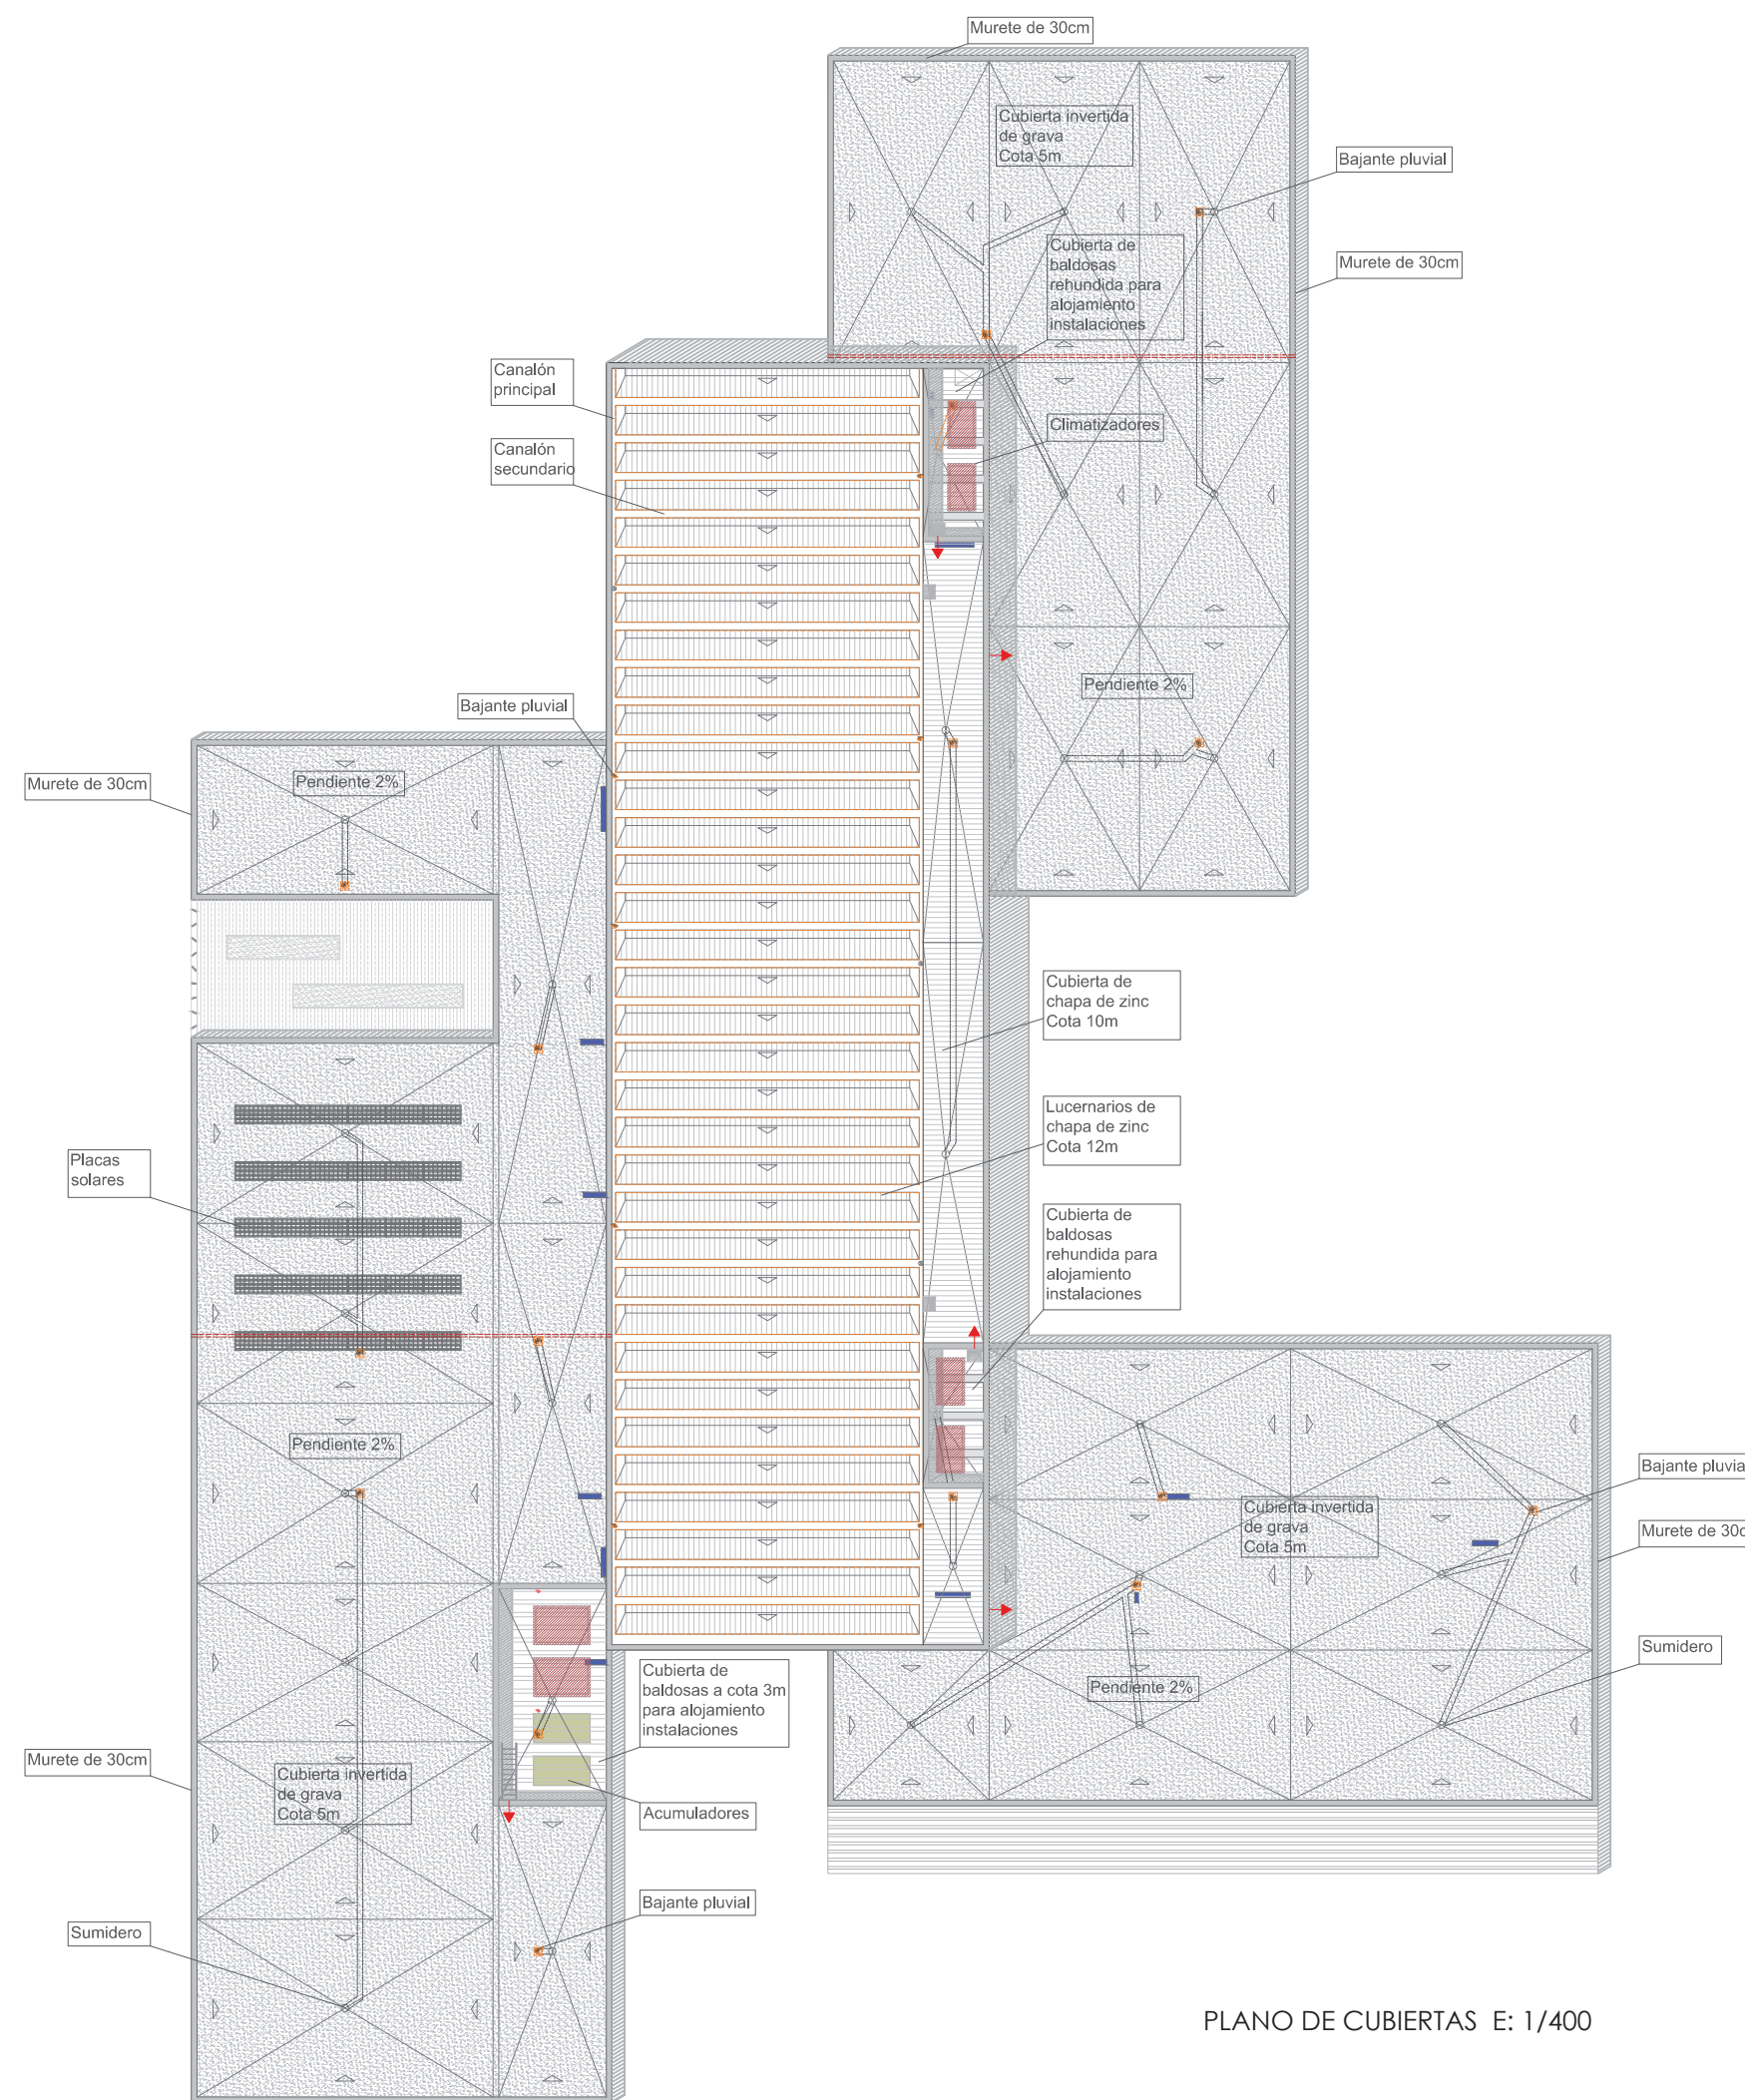 Murete de 30cm
Cubierta invertida
de grava
Cota 5m
Bajante pluvial
Cubierta de
baldosas
rehundida para
alojamiento
instalaciones
Murete de 30cm
Canalón
principal
Climatizadores
Canalón
secundario
Pendiente 2%
Bajante pluvial
Murete de 30cm
Pendiente 2%
Cubierta de
chapa de zinc
Cota 10m
Lucernarios de
chapa de zinc
Cota 12m
Placas
solares
Cubierta de
baldosas
rehundida para
alojamiento
instalaciones
Pendiente 2%
Bajante pluvia
Cubierta invertida
de grava
Cota 5m
Murete de 30c
Sumidero
Cubierta de
baldosas a cota 3m
para alojamiento
instalaciones
Pendiente 2%
Murete de 30cm
Cubierta invertida
de grava
Cota 5m
Acumuladores
Bajante pluvial
Sumidero
PLANO DE CUBIERTAS E: 1/400